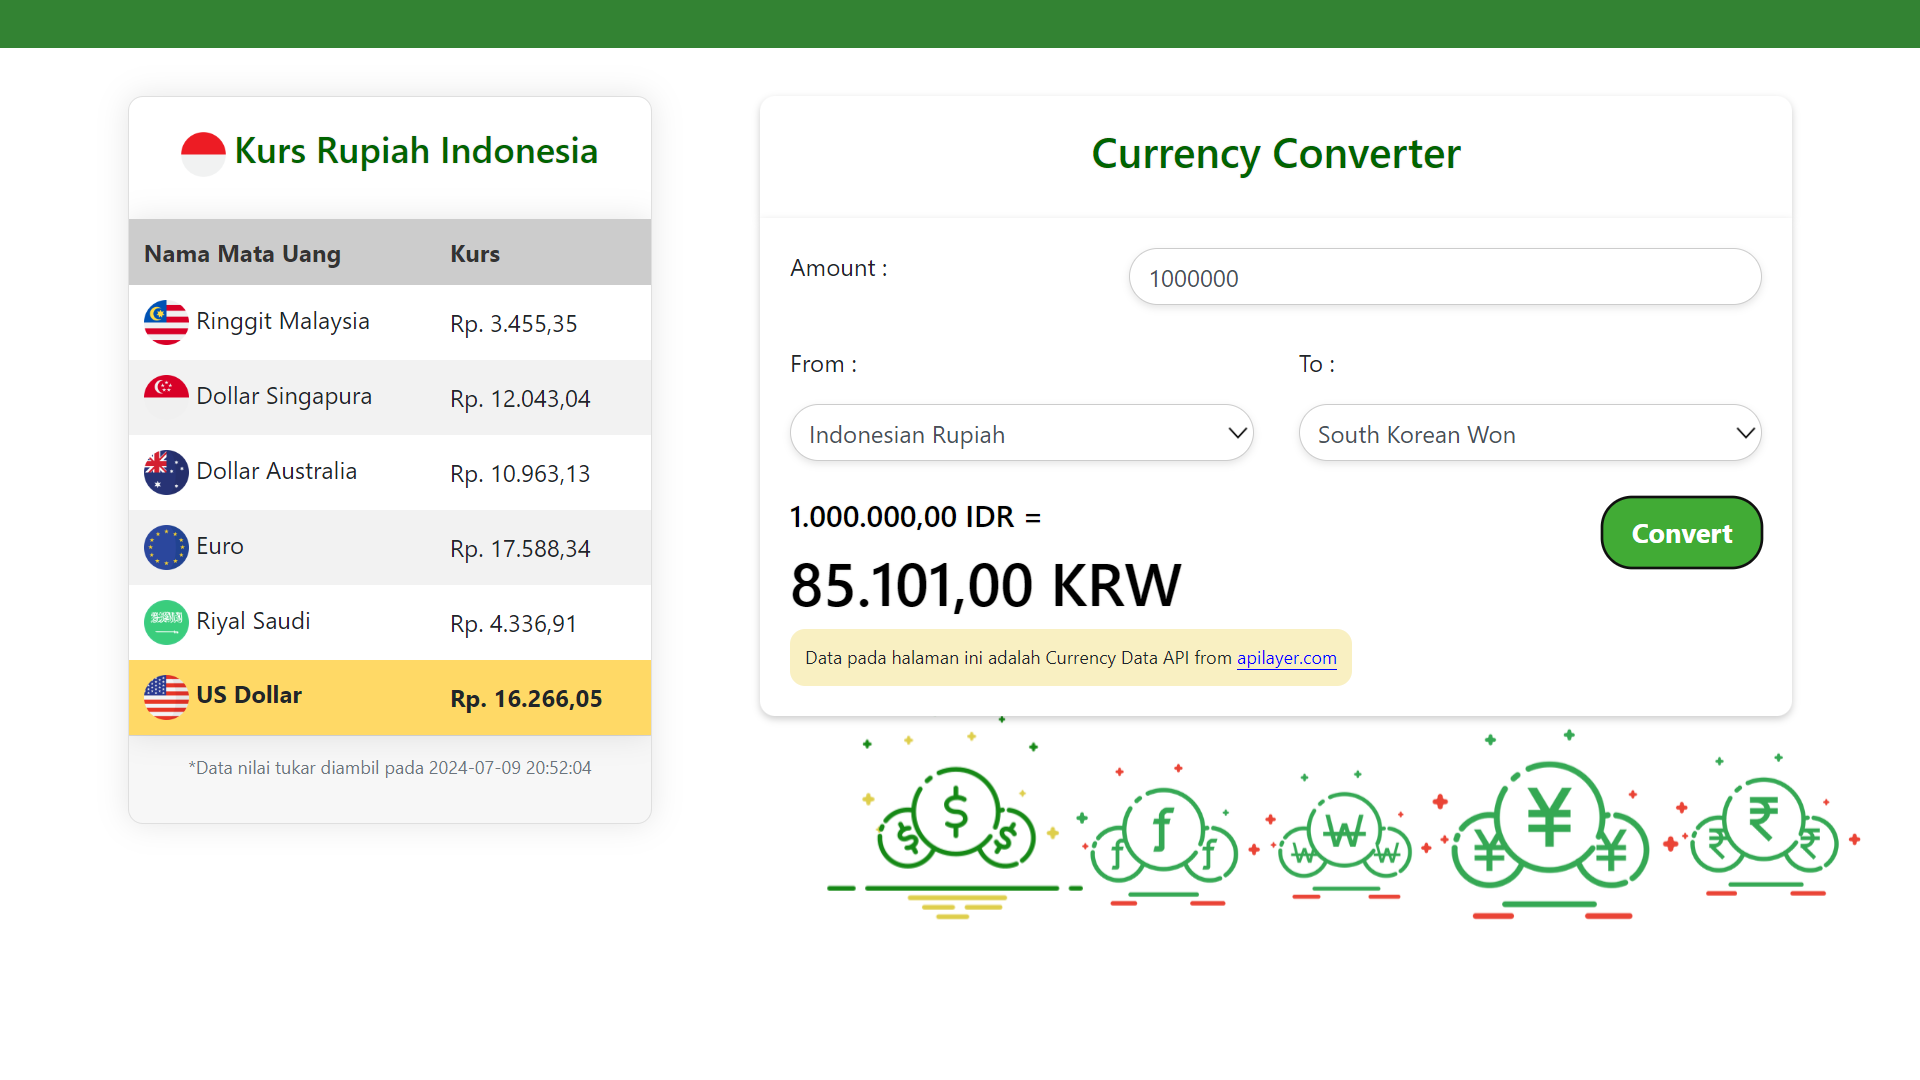 Kurs Rupiah Indonesia
Nama Mata Uang Kurs
Ringgit Malaysia Rp. 3.455,35
Dollar Singapura Rp. 12.043,04
Dollar Australia Rp. 10.963,13
Euro Rp. 17.588,34
Riyal Saudi Rp. 4.336,91
US Dollar Rp. 16.266,05
*Data nilai tukar diambil pada 2024-07-09 20:52:04
Currency Converter
Amount : 1000000
From : To :
Indonesian Rupiah South Korean Won
1.000.000,00 IDR =
Convert
85.101,00 KRW
Data pada halaman ini adalah Currency Data API from apilayer.com